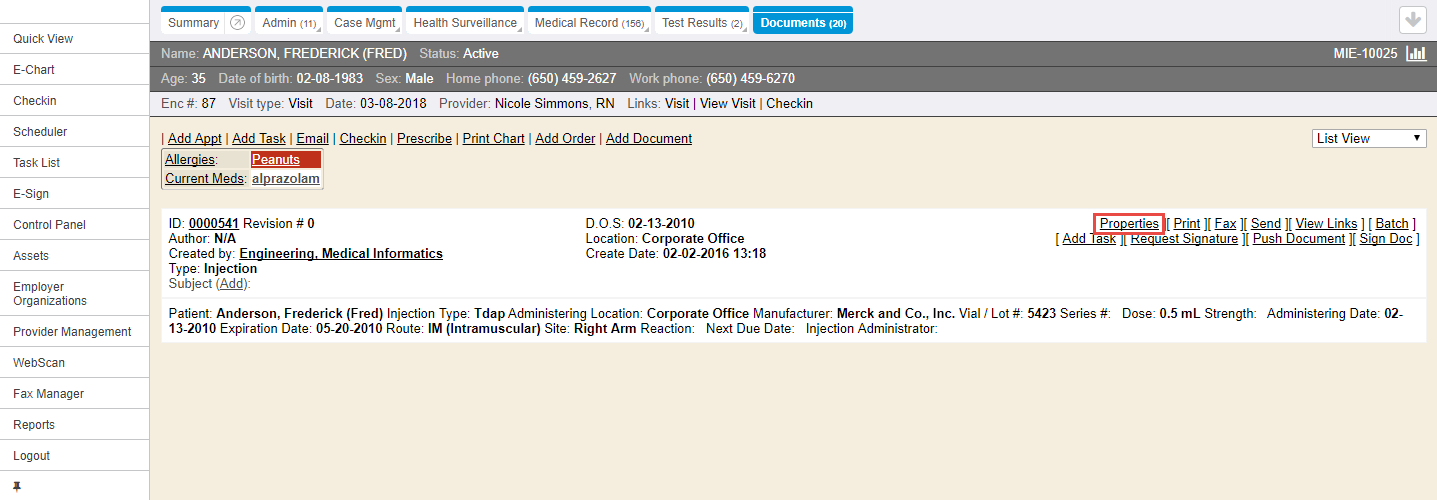 Summary Admin (11) Case Mgmt Health Surveillance Medical Record (156) Test Results (2) Documents (20)
Quick View
E-Chart
Checkin
Scheduler
Task List
E-Sign
Control Panel
Assets
Employer
Organizations
Provider Management
WebScan
Fax Manager
Reports
Logout
Name: ANDERSON, FREDERICK (FRED) Status: Active MIE-10025
Age: 35 Date of birth: 02-08-1983 Sex: Male Home phone: (650) 459-2627 Work phone: (650) 459-6270
Enc #: 87 Visit type: Visit Date: 03-08-2018 Provider: Nicole Simmons, RN Links: Visit | View Visit | Checkin
| Add Appt | Add Task | Email | Checkin | Prescribe | Print Chart | Add Order | Add Document List View
Allergies: Peanuts
Current Meds: alprazolam
ID: 0000541 Revision # 0 D.O.S: 02-13-2010 Properties ][ Print ][ Fax ][ Send ][ View Links ] [ Batch ]
Author: N/A Location: Corporate Office [ Add Task ][ Request Signature ][ Push Document ][ Sign Doc ]
Created by: Engineering, Medical Informatics Create Date: 02-02-2016 13:18
Type: Injection
Subject (Add):
Patient: Anderson, Frederick (Fred) Injection Type: Tdap Administering Location: Corporate Office Manufacturer: Merck and Co., Inc. Vial / Lot #: 5423 Series #: Dose: 0.5 mL Strength: Administering Date: 02-
13-2010 Expiration Date: 05-20-2010 Route: IM (Intramuscular) Site: Right Arm Reaction: Next Due Date: Injection Administrator: